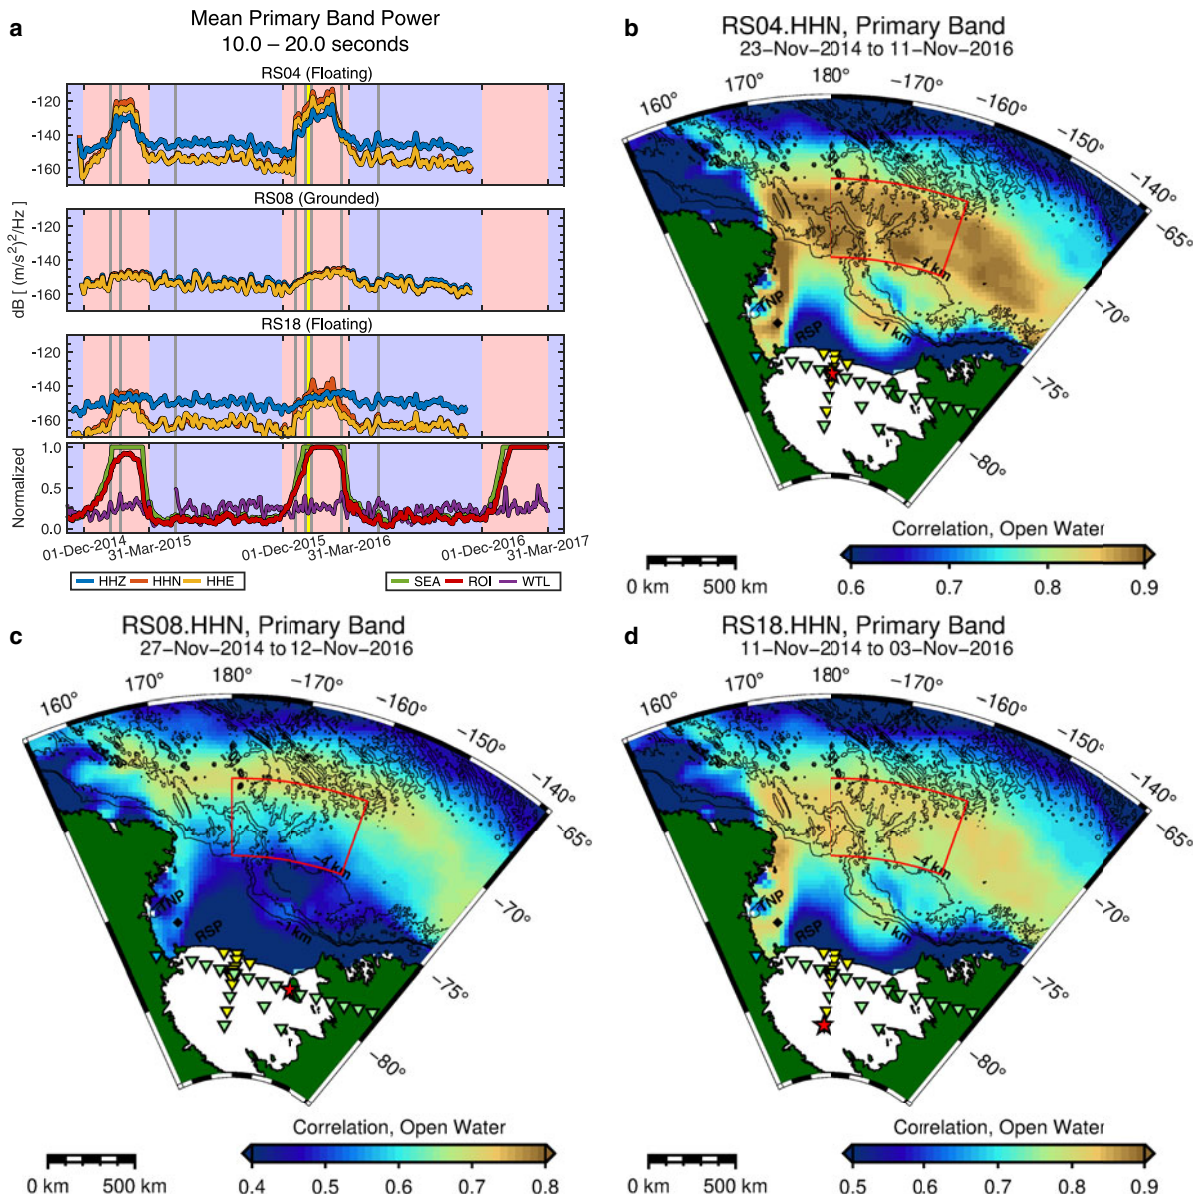 a
Mean Primary Band Power
10.0 – 20.0 seconds
RS04 (Floating)
-120
-140
-160
RS08 (Grounded)
-120
-140
-160
dB [ (m/s²)²/Hz ]
RS18 (Floating)
-120
-140
-160
Normalized
1.0
0.5
0.0
01-Dec-2014
31-Mar-2015
01-Dec-2015
31-Mar-2016
01-Dec-2016
31-Mar-2017
HHZ HHN HHE
SEA ROI WTL
b
RS04.HHN, Primary Band
23-Nov-2014 to 11-Nov-2016
160° 170° 180° -170° -160° -150° -140°
-65°
-70°
-75°
-80°
-4 km
-1 km
TNP
RSP
Correlation, Open Water
0 km 500 km
0.6 0.7 0.8 0.9
c
RS08.HHN, Primary Band
27-Nov-2014 to 12-Nov-2016
160° 170° 180° -170° -160° -150° -140°
-65°
-70°
-75°
-80°
-4 km
-1 km
TNP
RSP
Correlation, Open Water
0 km 500 km
0.4 0.5 0.6 0.7 0.8
d
RS18.HHN, Primary Band
11-Nov-2014 to 03-Nov-2016
160° 170° 180° -170° -160° -150° -140°
-65°
-70°
-75°
-80°
-4 km
-1 km
TNP
RSP
Correlation, Open Water
0 km 500 km
0.5 0.6 0.7 0.8 0.9